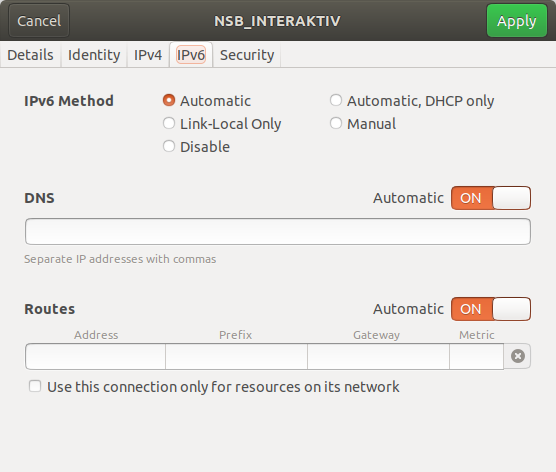 Cancel NSB_INTERAKTIV Apply
Details Identity IPv4 IPv6 Security
IPv6 Method Automatic Automatic, DHCP only
Link-Local Only Manual
Disable
DNS Automatic ON
Separate IP addresses with commas
Routes Automatic ON
Address Prefix Gateway Metric
Use this connection only for resources on its network